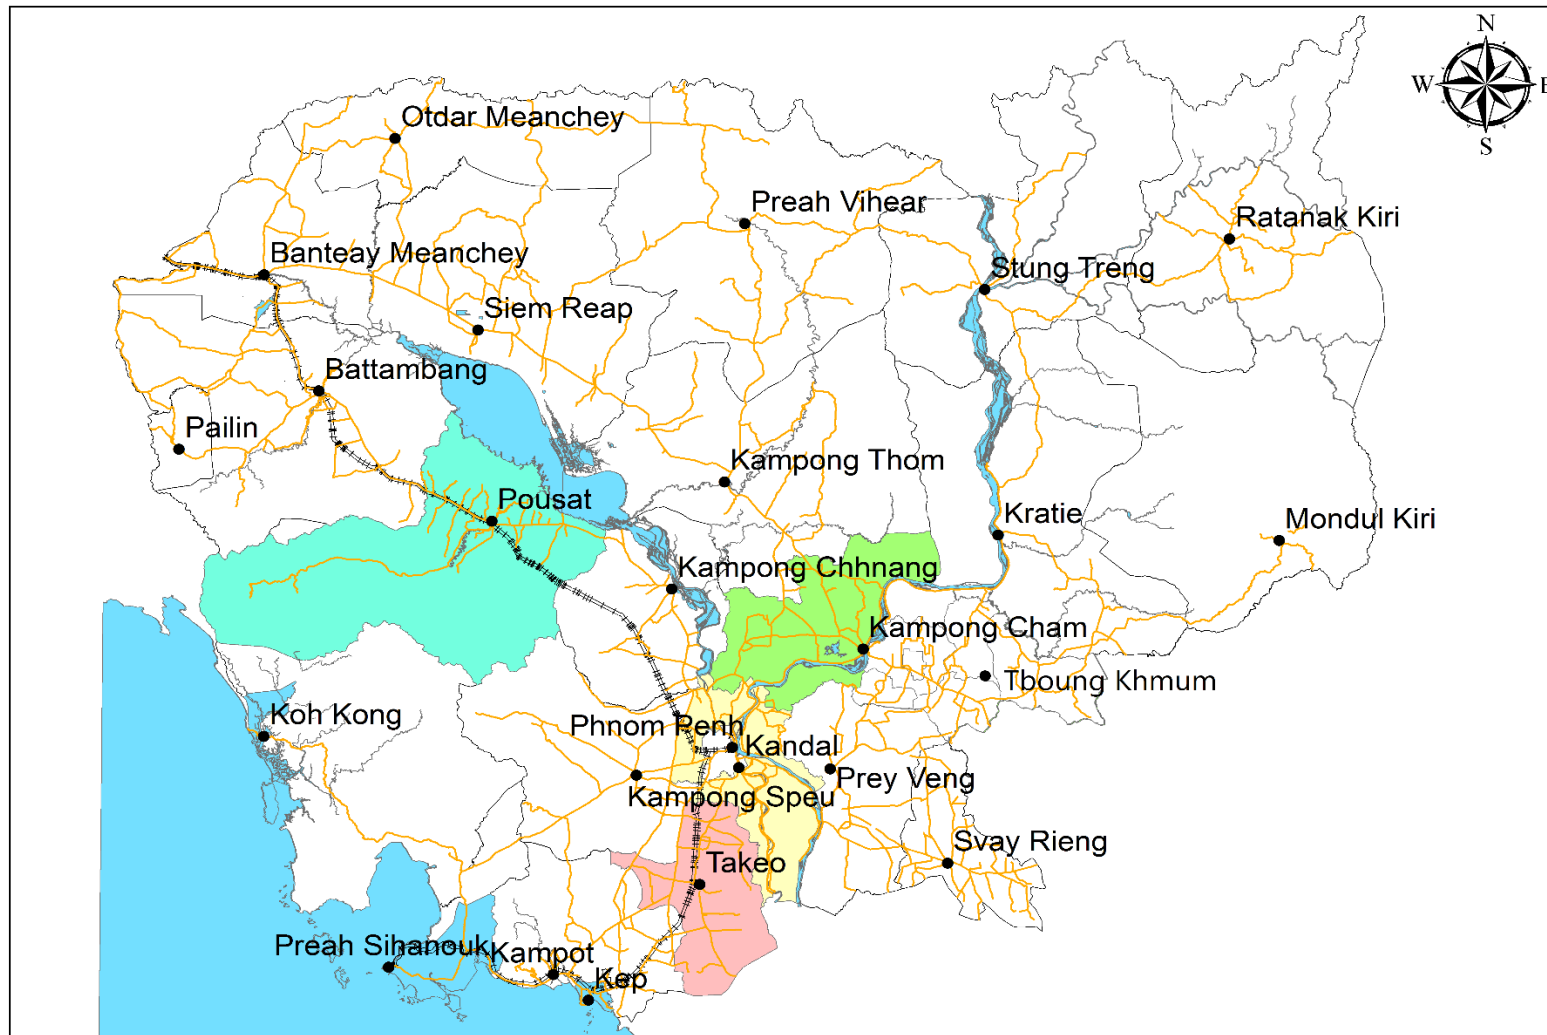 N
W
E
S
Otdar Meanchey
Preah Vihear
Ratanak Kiri
Banteay Meanchey
Stung Treng
Siem Reap
Battambang
Pailin
Kampong Thom
Pousat
Kratie
Mondul Kiri
Kampong Chhnang
Kampong Cham
Tboung Khmum
Koh Kong
Phnom Penh
Kandal
Prey Veng
Kampong Speu
Svay Rieng
Takeo
Preah Sihanouk
Kampot
Kep